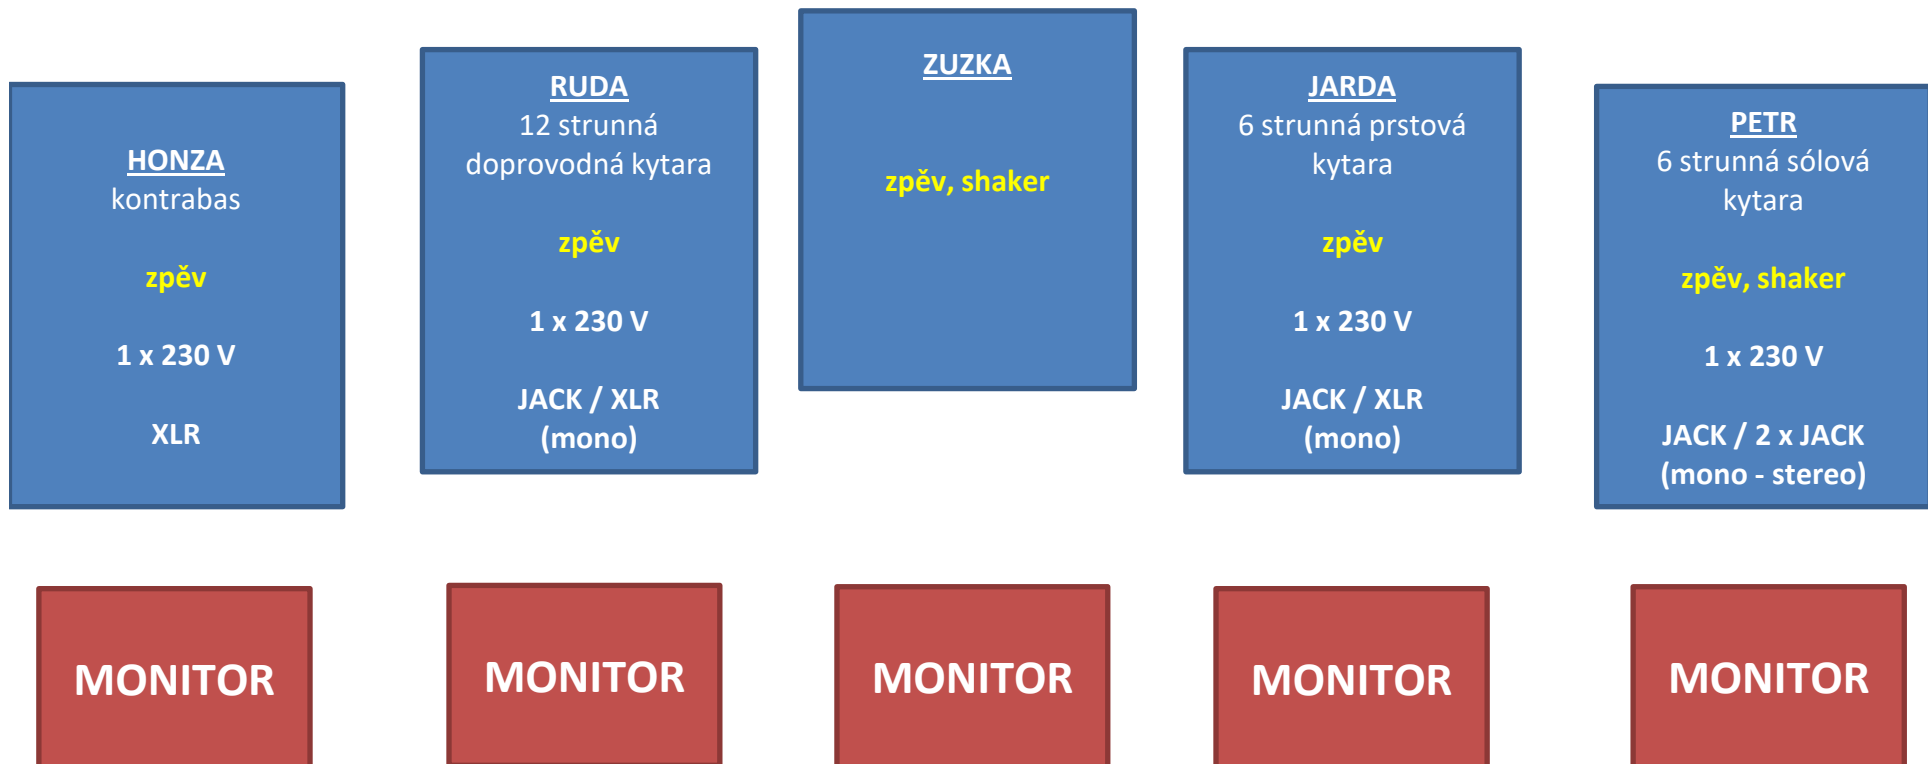 HONZA
kontrabas
zpěv
1 x 230 V
XLR
RUDA
12 strunná
doprovodná kytara
zpěv
1 x 230 V
JACK / XLR
(mono)
ZUZKA
zpěv, shaker
JARDA
6 strunná prstová
kytara
zpěv
1 x 230 V
JACK / XLR
(mono)
PETR
6 strunná sólová
kytara
zpěv, shaker
1 x 230 V
JACK / 2 x JACK
(mono - stereo)
MONITOR
MONITOR
MONITOR
MONITOR
MONITOR